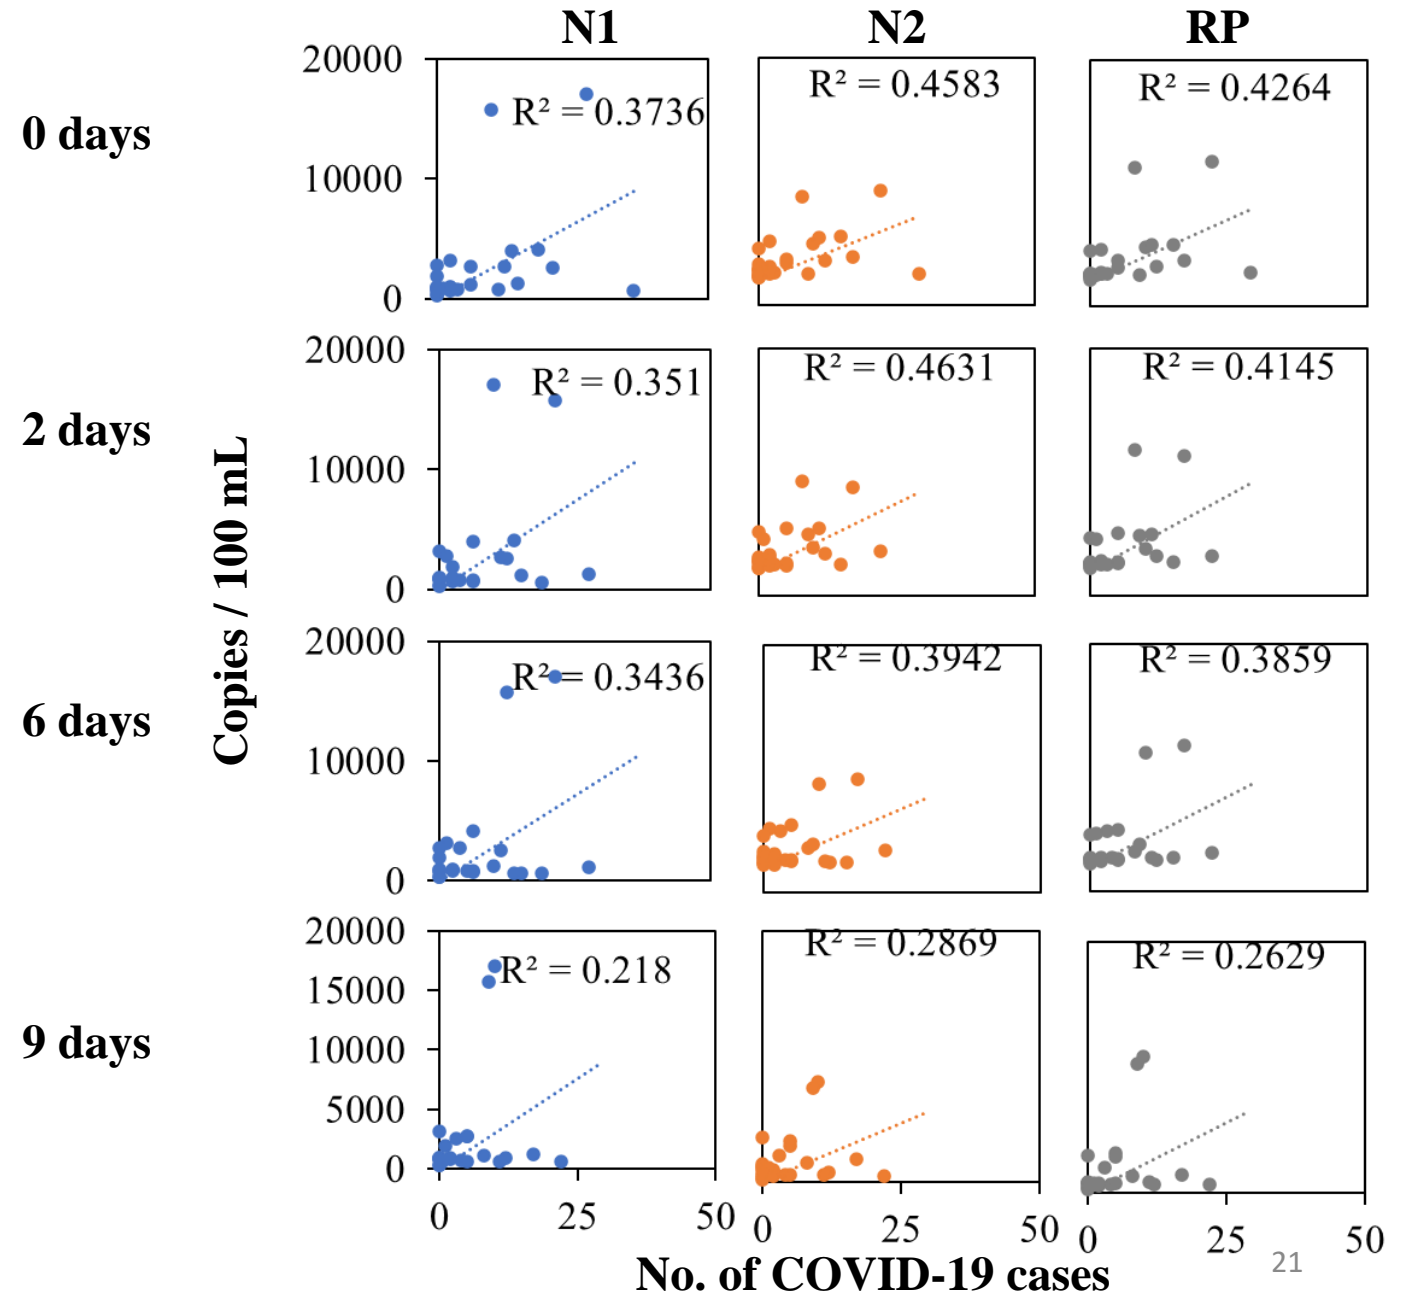 N1 N2 RP
0 days
20000
10000
0
R² = 0.3736
R² = 0.4583
R² = 0.4264
2 days
20000
10000
0
R² = 0.351
R² = 0.4631
R² = 0.4145
6 days
20000
10000
0
R² = 0.3436
R² = 0.3942
R² = 0.3859
9 days
20000
15000
10000
5000
0
R² = 0.218
R² = 0.2869
R² = 0.2629
Copies / 100 mL
0 25 50
0 25 50
0 25 50
No. of COVID-19 cases
21